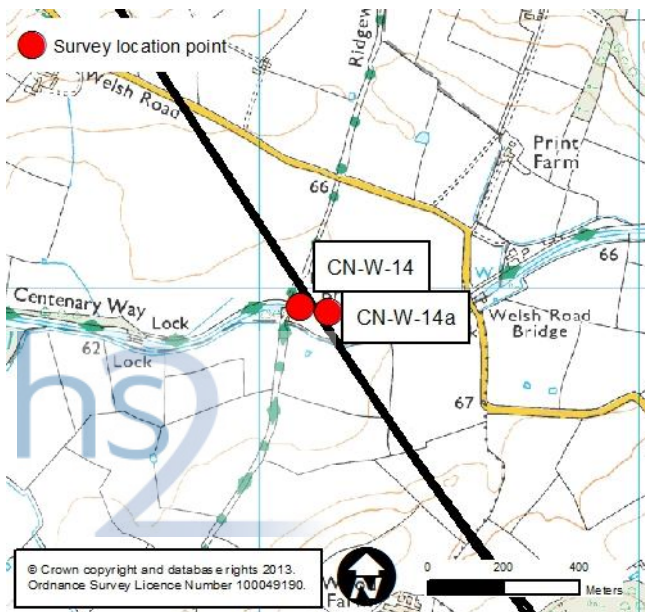 Survey location point
Welsh Road
66
Print
Farm
CN-W-14
66
Centenary Way
Lock
CN-W-14a
Welsh Road
Bridge
62
Lock
67
hs2
© Crown copyright and database rights 2013.
Ordnance Survey Licence Number 100049190.
N
0 200 400
Meters